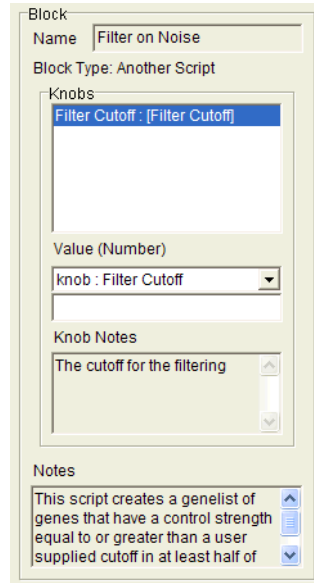 Block
Name Filter on Noise
Block Type: Another Script
Knobs
Filter Cutoff : [Filter Cutoff]
Value (Number)
knob : Filter Cutoff
Knob Notes
The cutoff for the filtering
Notes
This script creates a genelist of
genes that have a control strength
equal to or greater than a user
supplied cutoff in at least half of